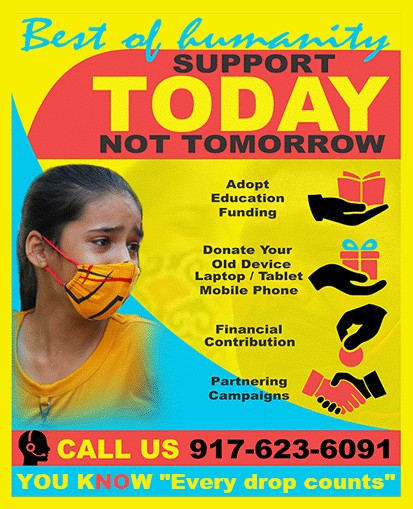 Best of humanity
SUPPORT
TODAY
NOT TOMORROW
Adopt
Education
Funding
Donate Your
Old Device
Laptop / Tablet
Mobile Phone
Financial
Contribution
Partnering
Campaigns
CALL US 917-623-6091
YOU KNOW "Every drop counts"